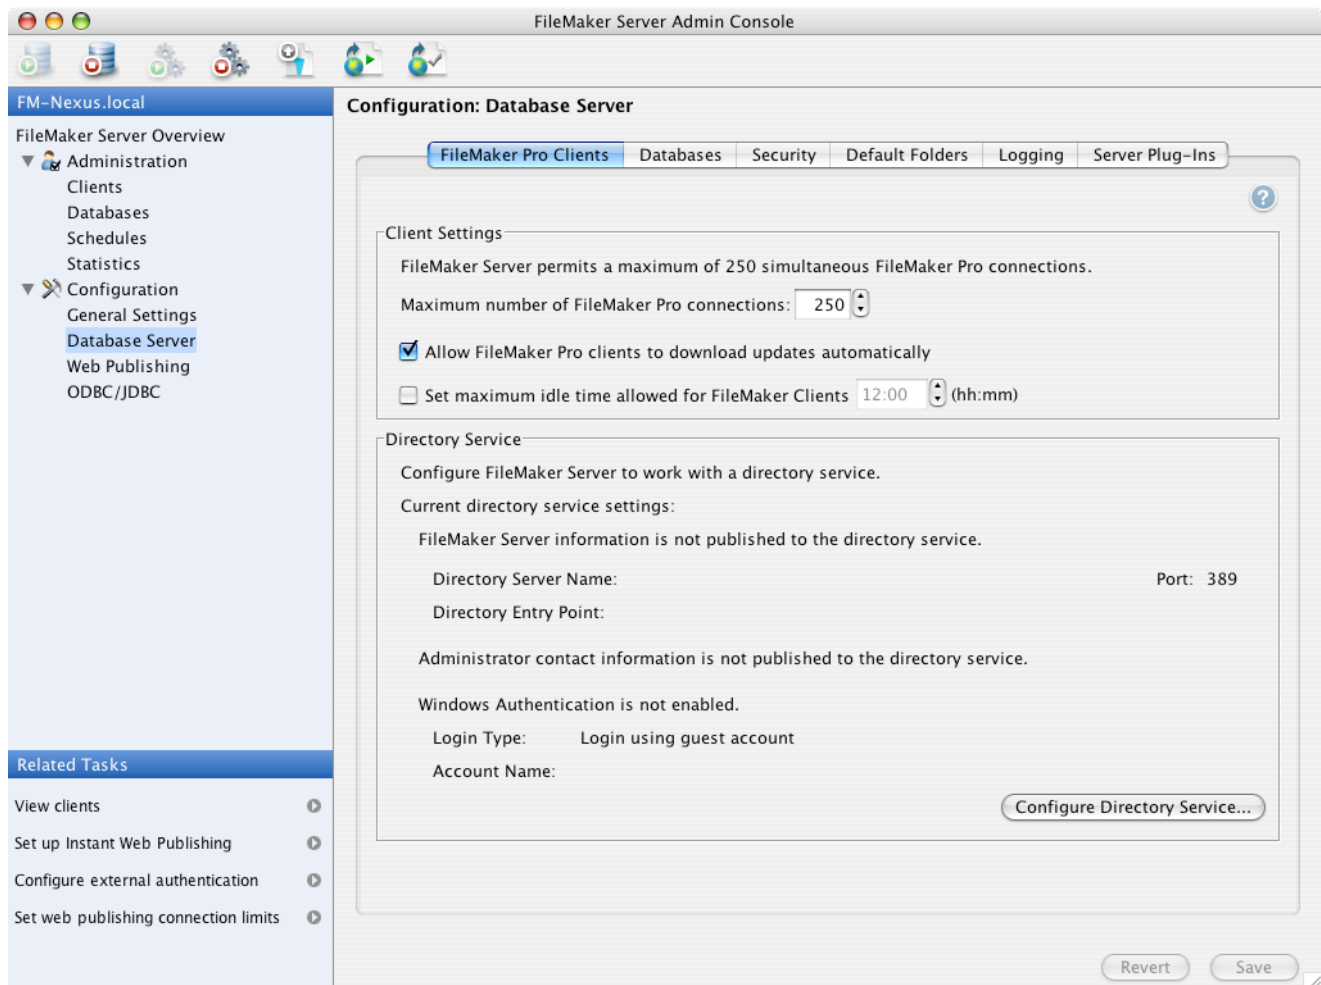 FileMaker Server Admin Console
FM-Nexus.local
FileMaker Server Overview
Administration
Clients
Databases
Schedules
Statistics
Configuration
General Settings
Database Server
Web Publishing
ODBC/JDBC
Related Tasks
View clients
Set up Instant Web Publishing
Configure external authentication
Set web publishing connection limits
Configuration: Database Server
FileMaker Pro Clients Databases Security Default Folders Logging Server Plug-Ins
?
Client Settings
FileMaker Server permits a maximum of 250 simultaneous FileMaker Pro connections.
Maximum number of FileMaker Pro connections: 250
Allow FileMaker Pro clients to download updates automatically
Set maximum idle time allowed for FileMaker Clients 12:00 (hh:mm)
Directory Service
Configure FileMaker Server to work with a directory service.
Current directory service settings:
FileMaker Server information is not published to the directory service.
Directory Server Name: Port: 389
Directory Entry Point:
Administrator contact information is not published to the directory service.
Windows Authentication is not enabled.
Login Type: Login using guest account
Account Name:
Configure Directory Service...
Revert Save